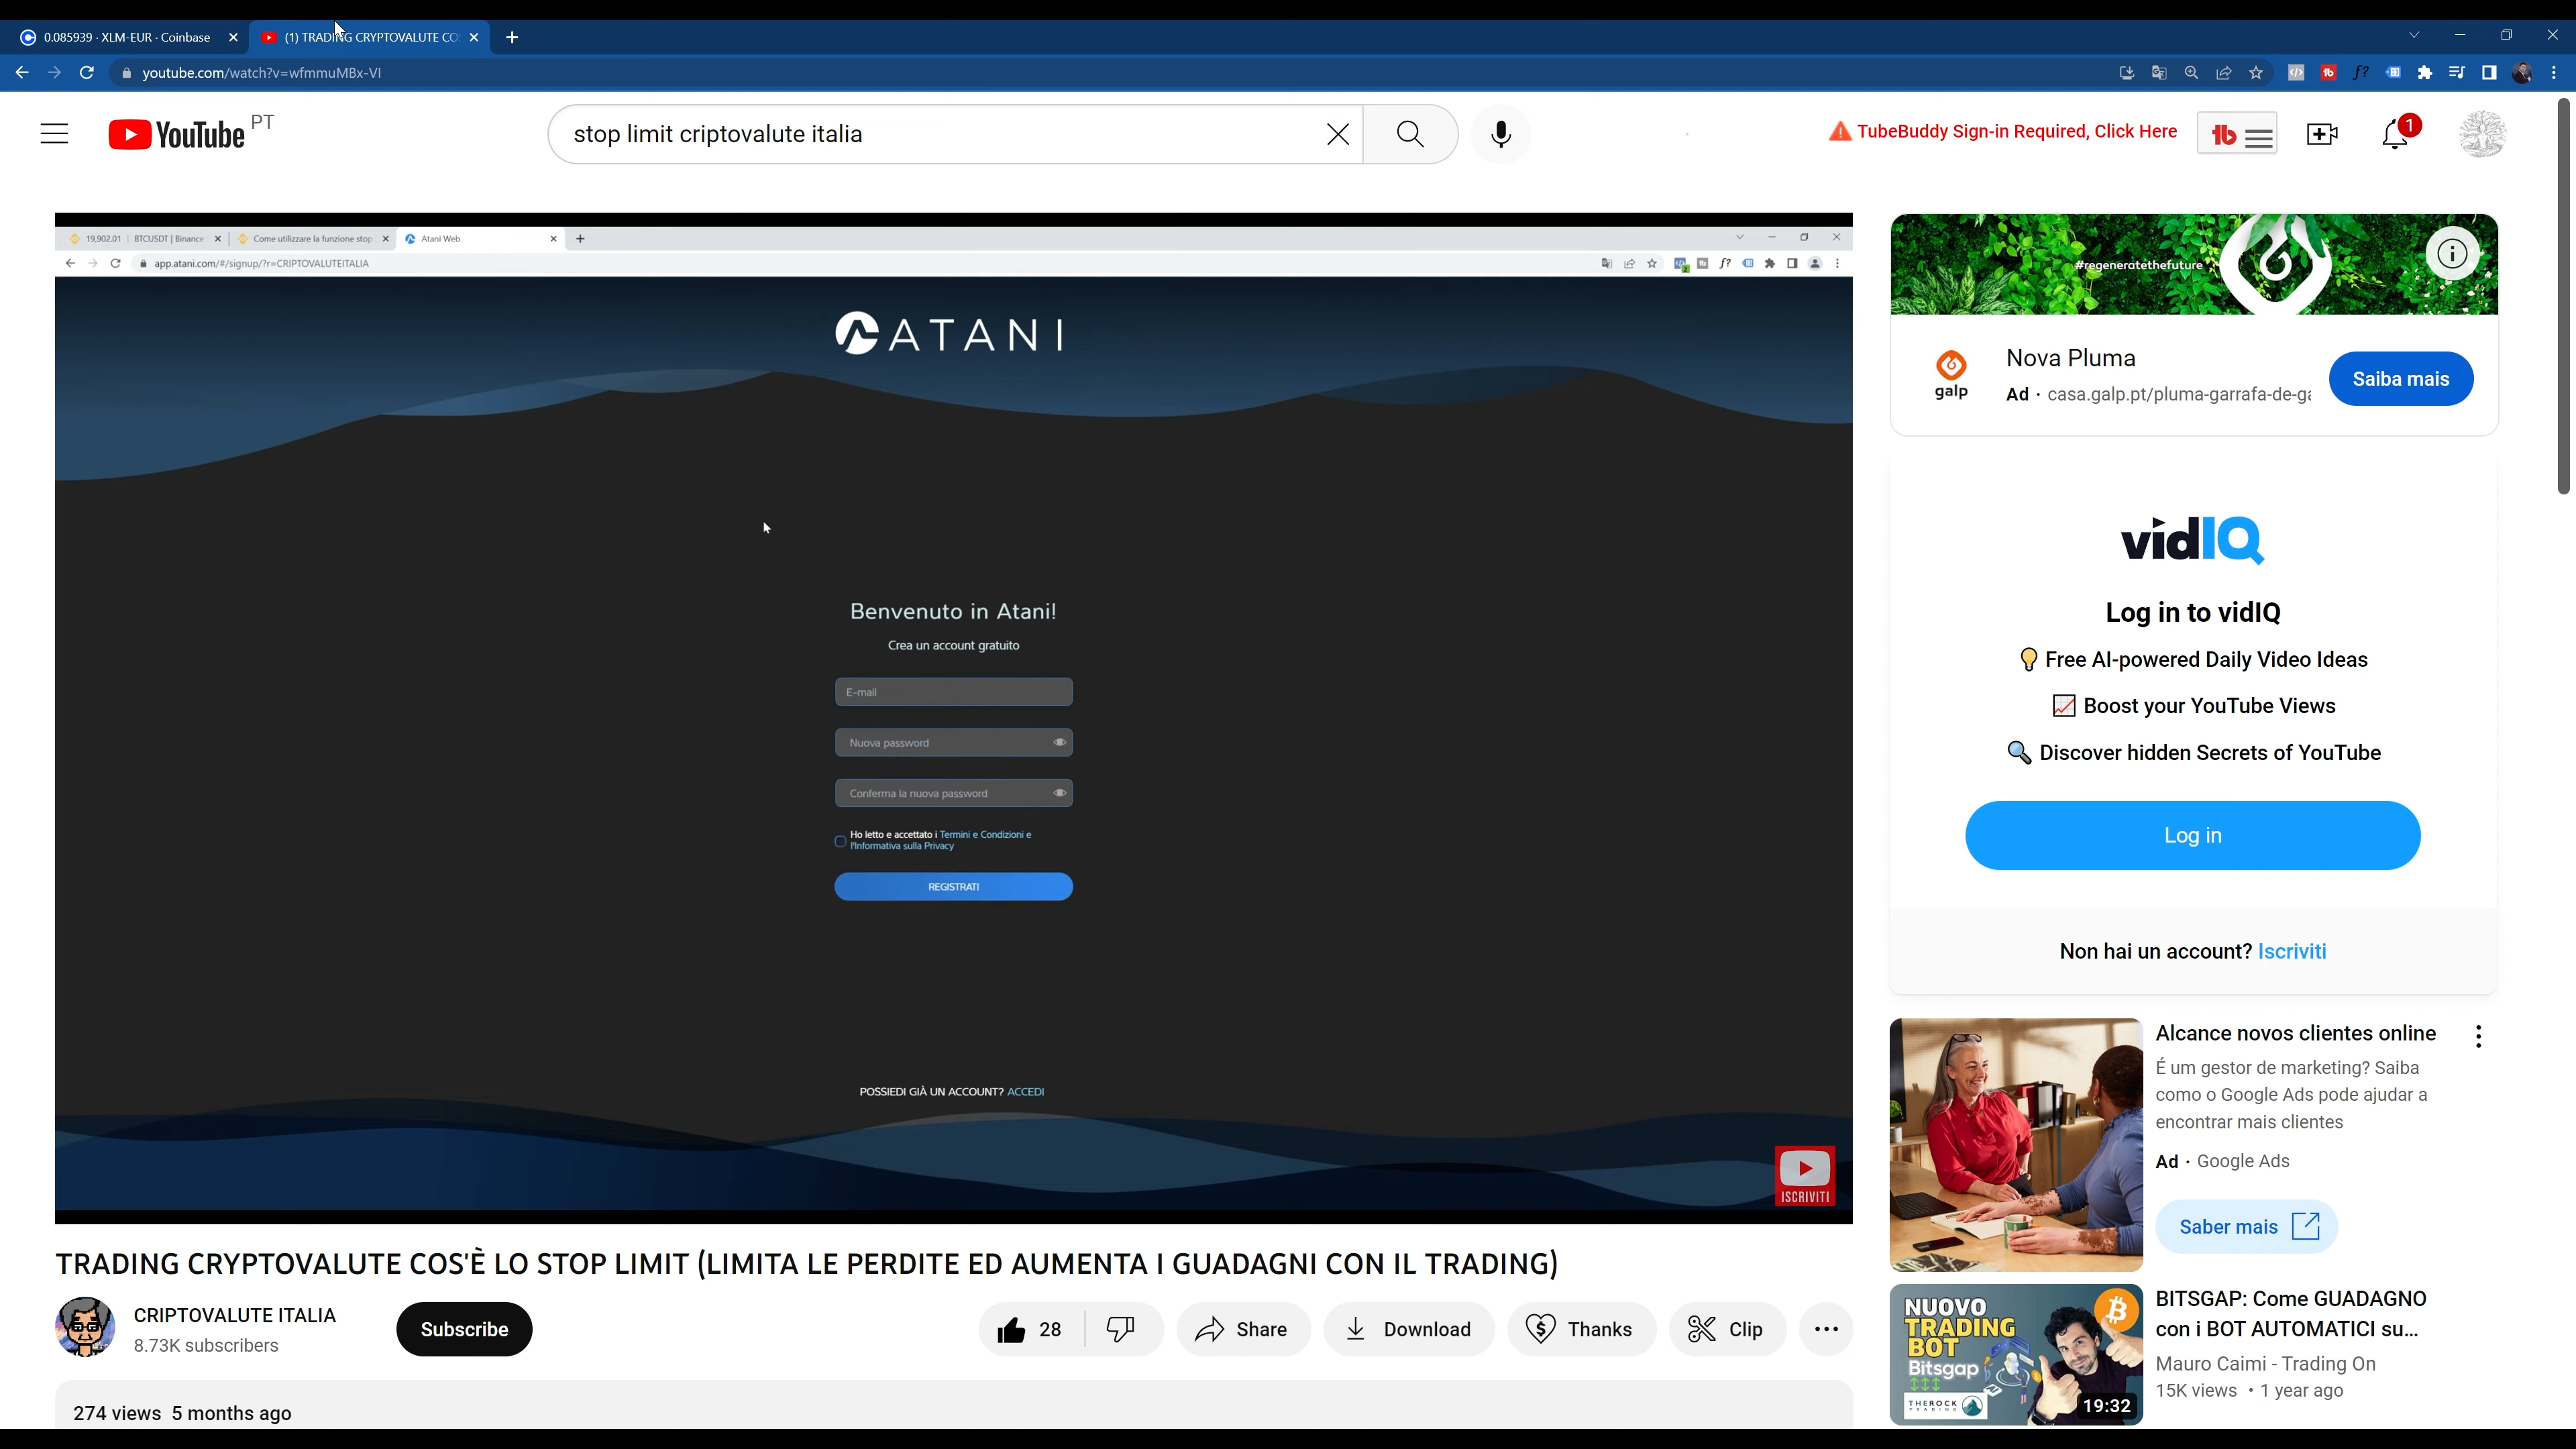 0.085939 · XLM-EUR · Coinbase
(1) TRADING CRYPTOVALUTE CO
youtube.com/watch?v=wfmmuMBx-VI
YouTube PT
stop limit criptovalute italia
TubeBuddy Sign-in Required, Click Here
tb
1
19,902.01 | BTCUSDT | Binance
Come utilizzare la funzione stop
Atani Web
app.atani.com/#/signup/?r=CRIPTOVALUTEITALIA
ATANI
Benvenuto in Atani!
Crea un account gratuito
E-mail
Nuova password
Conferma la nuova password
Ho letto e accettato i Termini e Condizioni e
l'Informativa sulla Privacy
REGISTRATI
POSSIEDI GIÀ UN ACCOUNT? ACCEDI
ISCRIVITI
TRADING CRYPTOVALUTE COS'È LO STOP LIMIT (LIMITA LE PERDITE ED AUMENTA I GUADAGNI CON IL TRADING)
CRIPTOVALUTE ITALIA
8.73K subscribers
Subscribe
28
Share
Download
Thanks
Clip
274 views 5 months ago
#regeneratethefuture
galp
Nova Pluma
Ad · casa.galp.pt/pluma-garrafa-de-ga
Saiba mais
vidIQ
Log in to vidIQ
Free AI-powered Daily Video Ideas
Boost your YouTube Views
Discover hidden Secrets of YouTube
Log in
Non hai un account? Iscriviti
Alcance novos clientes online
É um gestor de marketing? Saiba
como o Google Ads pode ajudar a
encontrar mais clientes
Ad · Google Ads
Saber mais
NUOVO
TRADING
BOT
Bitsgap
THEROCK
TRADING
19:32
BITSGAP: Come GUADAGNO
con i BOT AUTOMATICI su...
Mauro Caimi - Trading On
15K views • 1 year ago